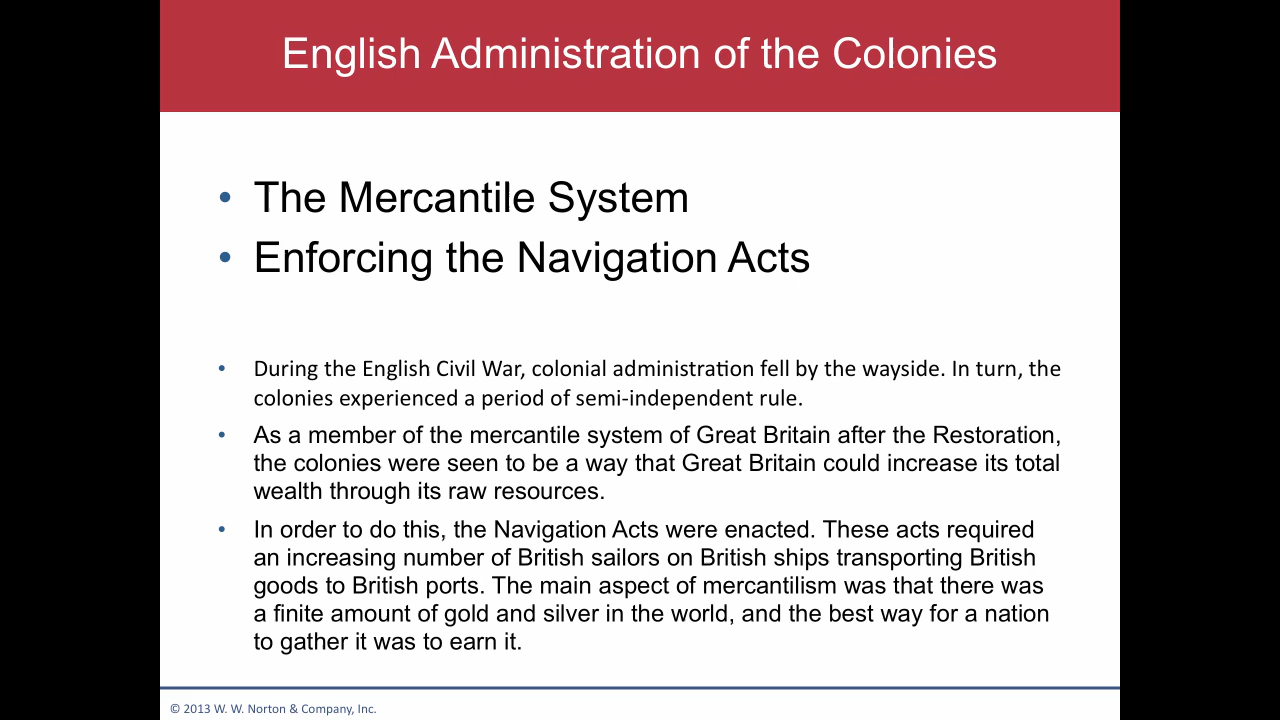 English Administration of the Colonies
• The Mercantile System
• Enforcing the Navigation Acts
• During the English Civil War, colonial administration fell by the wayside. In turn, the
colonies experienced a period of semi-independent rule.
• As a member of the mercantile system of Great Britain after the Restoration,
the colonies were seen to be a way that Great Britain could increase its total
wealth through its raw resources.
• In order to do this, the Navigation Acts were enacted. These acts required
an increasing number of British sailors on British ships transporting British
goods to British ports. The main aspect of mercantilism was that there was
a finite amount of gold and silver in the world, and the best way for a nation
to gather it was to earn it.
© 2013 W. W. Norton & Company, Inc.